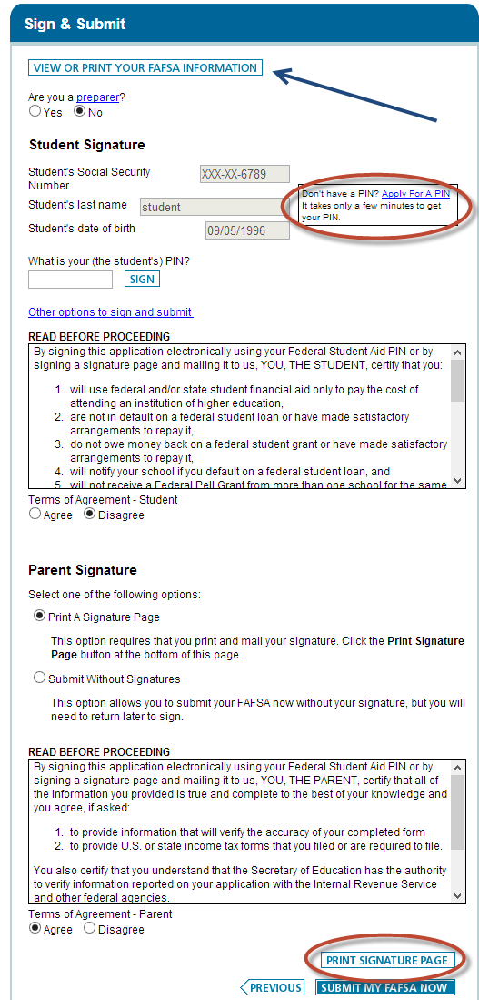 Sign & Submit
VIEW OR PRINT YOUR FAFSA INFORMATION
Are you a preparer?
Yes No
Student Signature
Student's Social Security
Number
XXX-XX-6789
Student's last name
student
Student's date of birth
09/05/1996
Don't have a PIN? Apply For A PIN
It takes only a few minutes to get
your PIN.
What is your (the student's) PIN?
SIGN
Other options to sign and submit
READ BEFORE PROCEEDING
By signing this application electronically using your Federal Student Aid PIN or by
signing a signature page and mailing it to us, YOU, THE STUDENT, certify that you:
1. will use federal and/or state student financial aid only to pay the cost of
attending an institution of higher education,
2. are not in default on a federal student loan or have made satisfactory
arrangements to repay it,
3. do not owe money back on a federal student grant or have made satisfactory
arrangements to repay it,
4. will notify your school if you default on a federal student loan, and
5. will not receive a Federal Pell Grant from more than one school for the same
Terms of Agreement - Student
Agree Disagree
Parent Signature
Select one of the following options:
Print A Signature Page
This option requires that you print and mail your signature. Click the Print Signature
Page button at the bottom of this page.
Submit Without Signatures
This option allows you to submit your FAFSA now without your signature, but you will
need to return later to sign.
READ BEFORE PROCEEDING
By signing this application electronically using your Federal Student Aid PIN or by
signing a signature page and mailing it to us, YOU, THE PARENT, certify that all of
the information you provided is true and complete to the best of your knowledge and
you agree, if asked:
1. to provide information that will verify the accuracy of your completed form
2. to provide U.S. or state income tax forms that you filed or are required to file.
You also certify that you understand that the Secretary of Education has the authority
to verify information reported on your application with the Internal Revenue Service
and other federal agencies.
Terms of Agreement - Parent
Agree Disagree
PRINT SIGNATURE PAGE
PREVIOUS SUBMIT MY FAFSA NOW